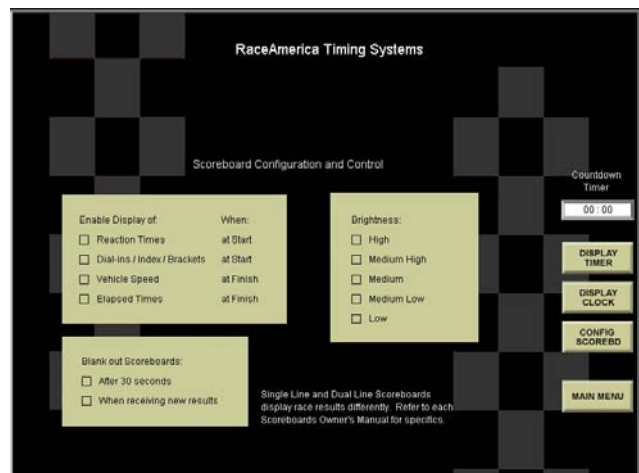 RaceAmerica Timing Systems
Scoreboard Configuration and Control
Enable Display of: When:
Reaction Times at Start
Dial-ins / Index / Brackets at Start
Vehicle Speed at Finish
Elapsed Times at Finish
Brightness:
High
Medium High
Medium
Medium Low
Low
Blank out Scoreboards:
After 30 seconds
When receiving new results
Single Line and Dual Line Scoreboards
display race results differently. Refer to each
Scoreboards Owner's Manual for specifics.
Countdown
Timer
00 : 00
DISPLAY
TIMER
DISPLAY
CLOCK
CONFIG
SCOREBD
MAIN MENU